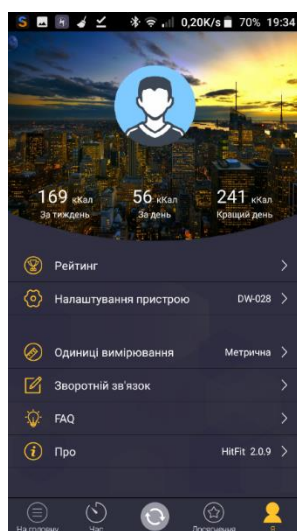 0,20K/s 70% 19:34
169 кКал 56 кКал 241 кКал
За тиждень За день Кращий день
Рейтинг
Налаштування пристрою DW-028
Одиниці вимірювання Метрична
Зворотній зв'язок
FAQ
Про HitFit 2.0.9
На головну Час Досягнення Я